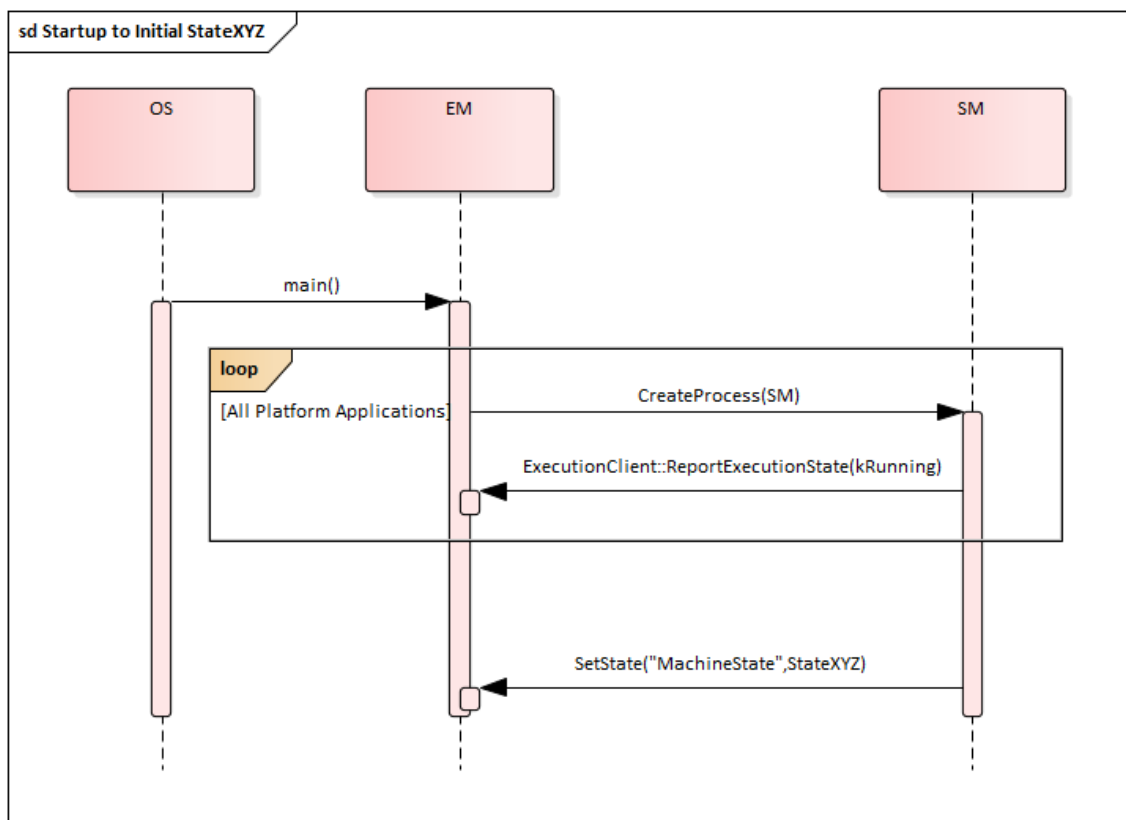 sd Startup to Initial StateXYZ
OS
EM
SM
main()
loop
[All Platform Applications]
CreateProcess(SM)
ExecutionClient::ReportExecutionState(kRunning)
SetState("MachineState",StateXYZ)